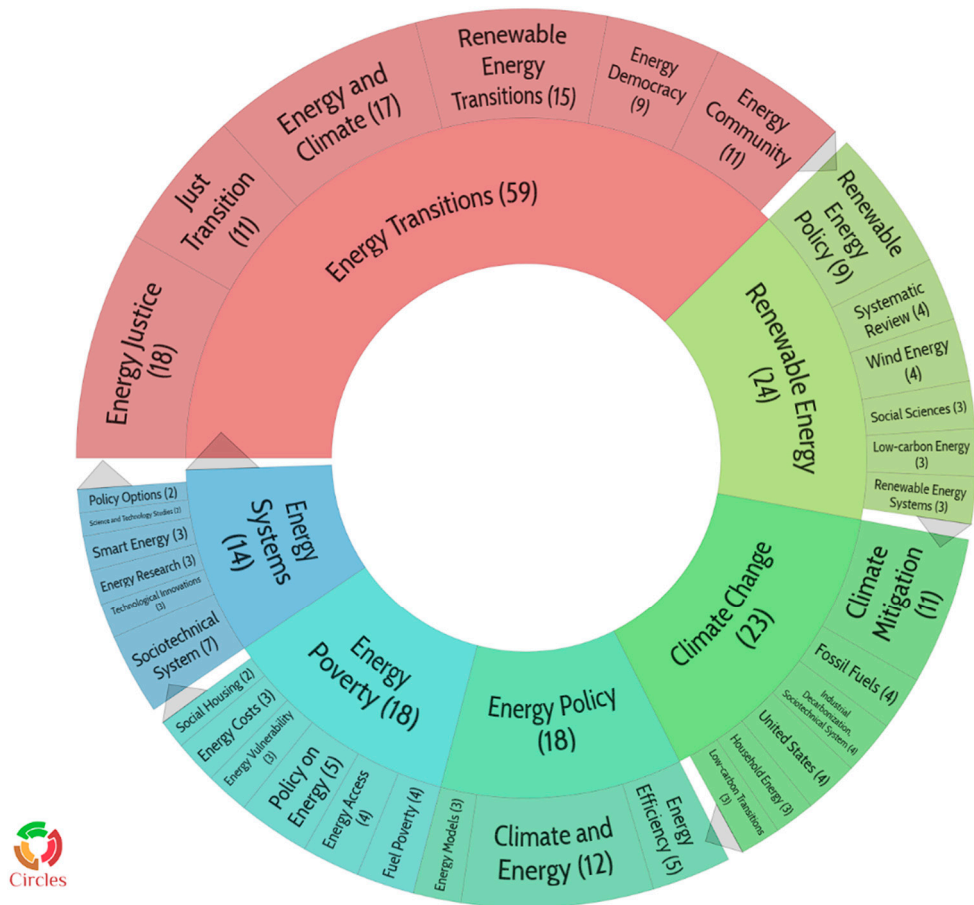 Energy Transitions (59)
Energy Justice
(18)
Just
Transition
(11)
Energy and
Climate (17)
Renewable
Energy
Transitions (15)
Energy
Democracy
(9)
Energy
Community
(11)
Renewable Energy
(24)
Renewable
Energy
Policy (9)
Systematic
Review (4)
Wind Energy
(4)
Social Sciences (3)
Low-carbon Energy
(3)
Renewable Energy
Systems (3)
Climate Change
(23)
Climate
Mitigation
(11)
Fossil Fuels (4)
Industrial
Decarbonization,
Sociotechnical System (4)
United States (4)
Household Energy (3)
Low-carbon Transitions
(3)
Energy Policy
(18)
Energy
Efficiency (5)
Climate and
Energy (12)
Energy Models (3)
Energy
Poverty (18)
Fuel Poverty (4)
Energy Access
(4)
Policy on
Energy (5)
Energy Vulnerability
(3)
Energy Costs (3)
Social Housing (2)
Energy
Systems
(14)
Sociotechnical
System (7)
Technological Innovations
(3)
Energy Research (3)
Smart Energy (3)
Science and Technology Studies (2)
Policy Options (2)
Circles